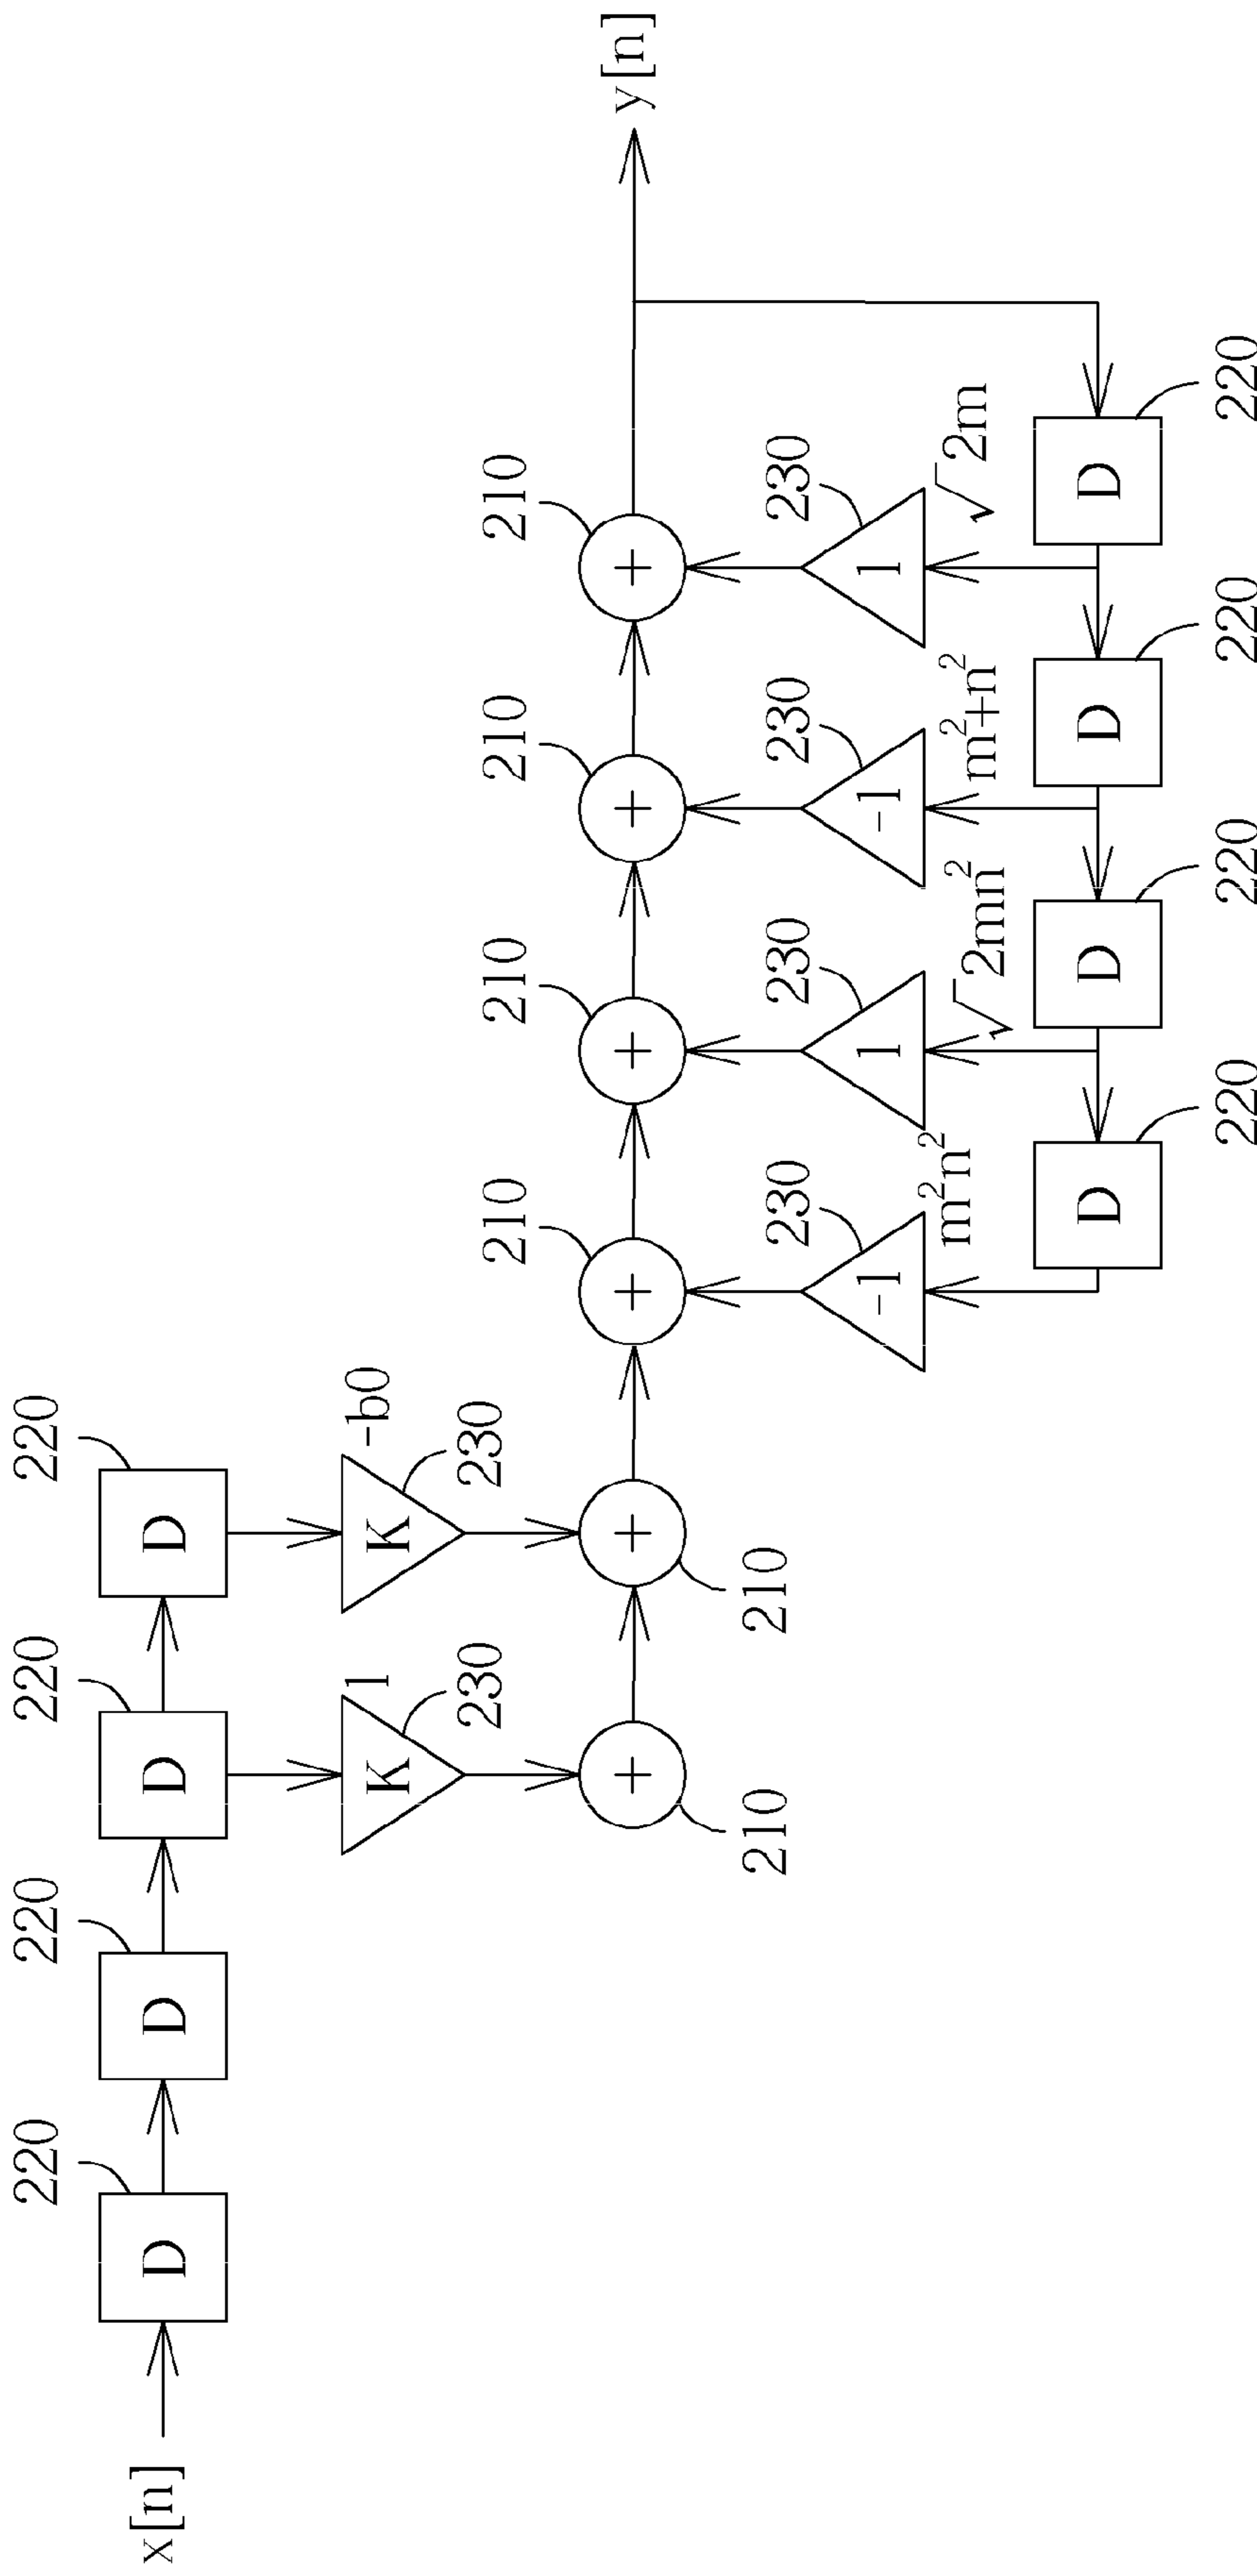 220 220 220 220
x[n] D D D D
1 -b0
K K
230 230 210 210 210 210
+ + + + + + y[n]
210 210 230 230 230 230
-1 1 -1 1
m²n² √2mn² m²+n² √2m
D D D D
220 220 220 220